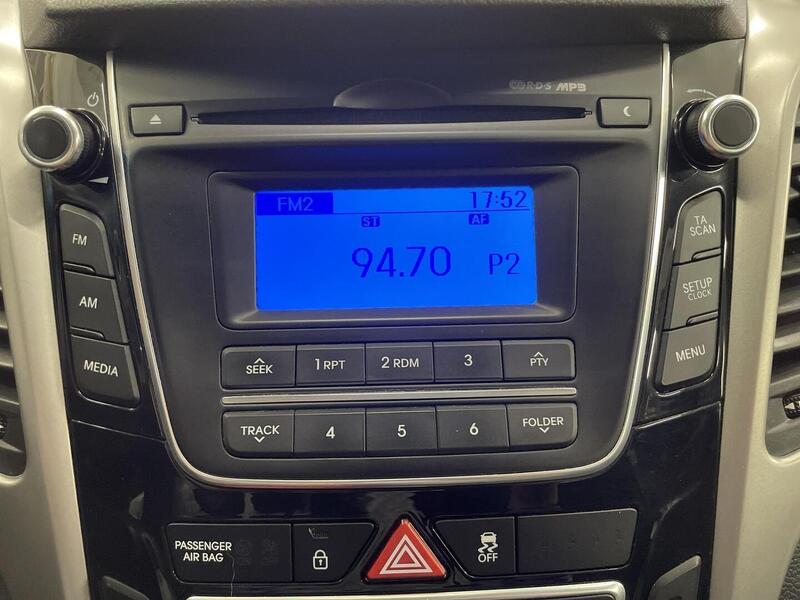 R·D·S MP3
FM2 17:52
ST AF
94.70 P2
FM
AM
MEDIA
TA
SCAN
SETUP
CLOCK
MENU
SEEK 1 RPT 2 RDM 3 PTY
TRACK 4 5 6 FOLDER
PASSENGER
AIR BAG
OFF